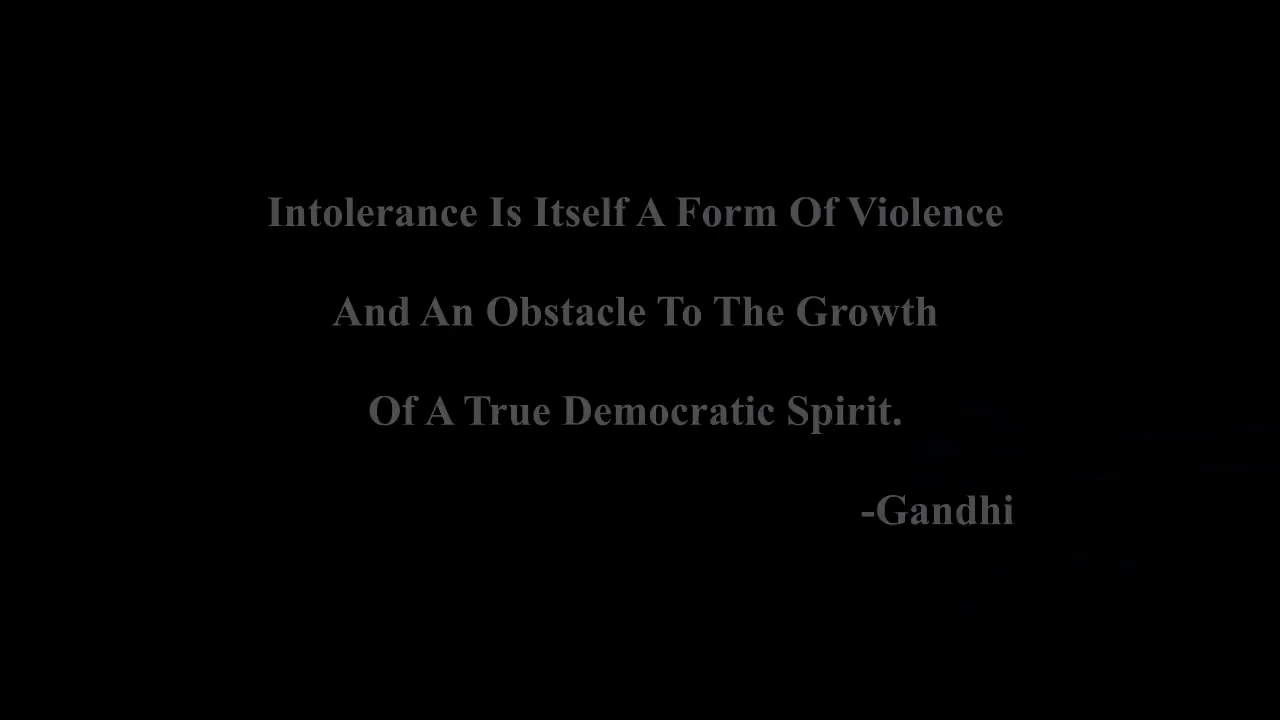 Intolerance Is Itself A Form Of Violence
And An Obstacle To The Growth
Of A True Democratic Spirit.
-Gandhi